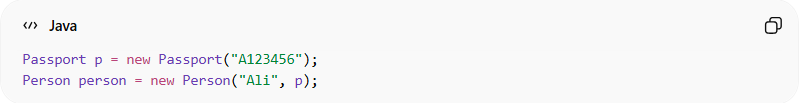 Java
Passport p = new Passport("A123456");
Person person = new Person("Ali", p);